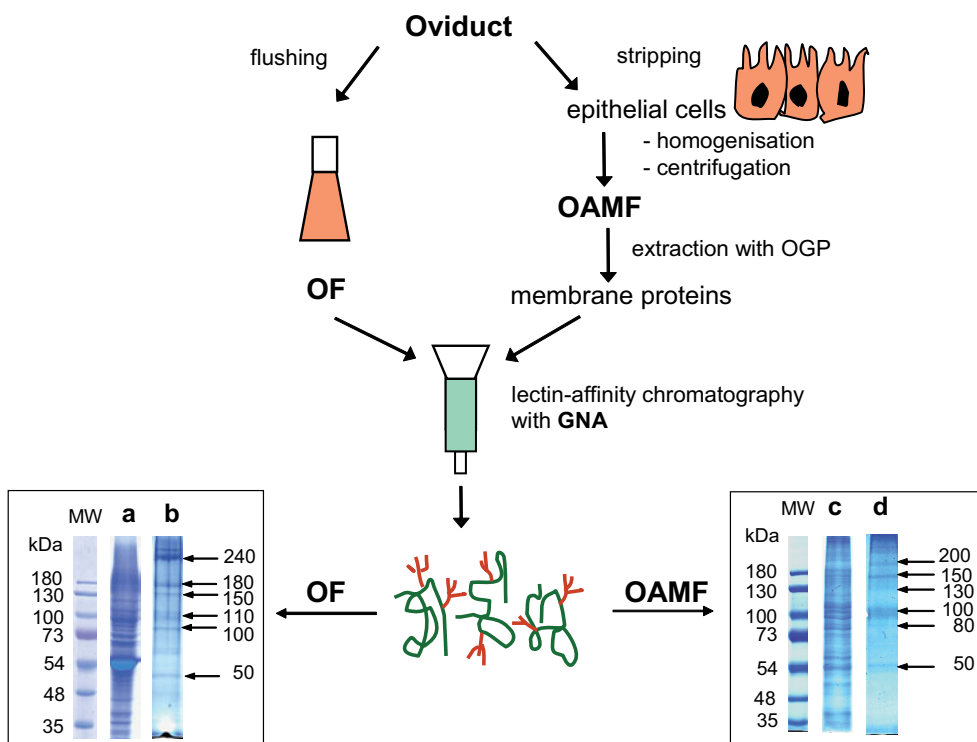 Oviduct
flushing
stripping
epithelial cells
- homogenisation
- centrifugation
OAMF
extraction with OGP
OF
membrane proteins
lectin-affinity chromatography
with GNA
MW a b
kDa
240
180
180
130
150
100
110
73
100
54
50
48
35
OF
OAMF
MW c d
kDa
200
180
150
130
130
100
100
73
80
54
50
48
35